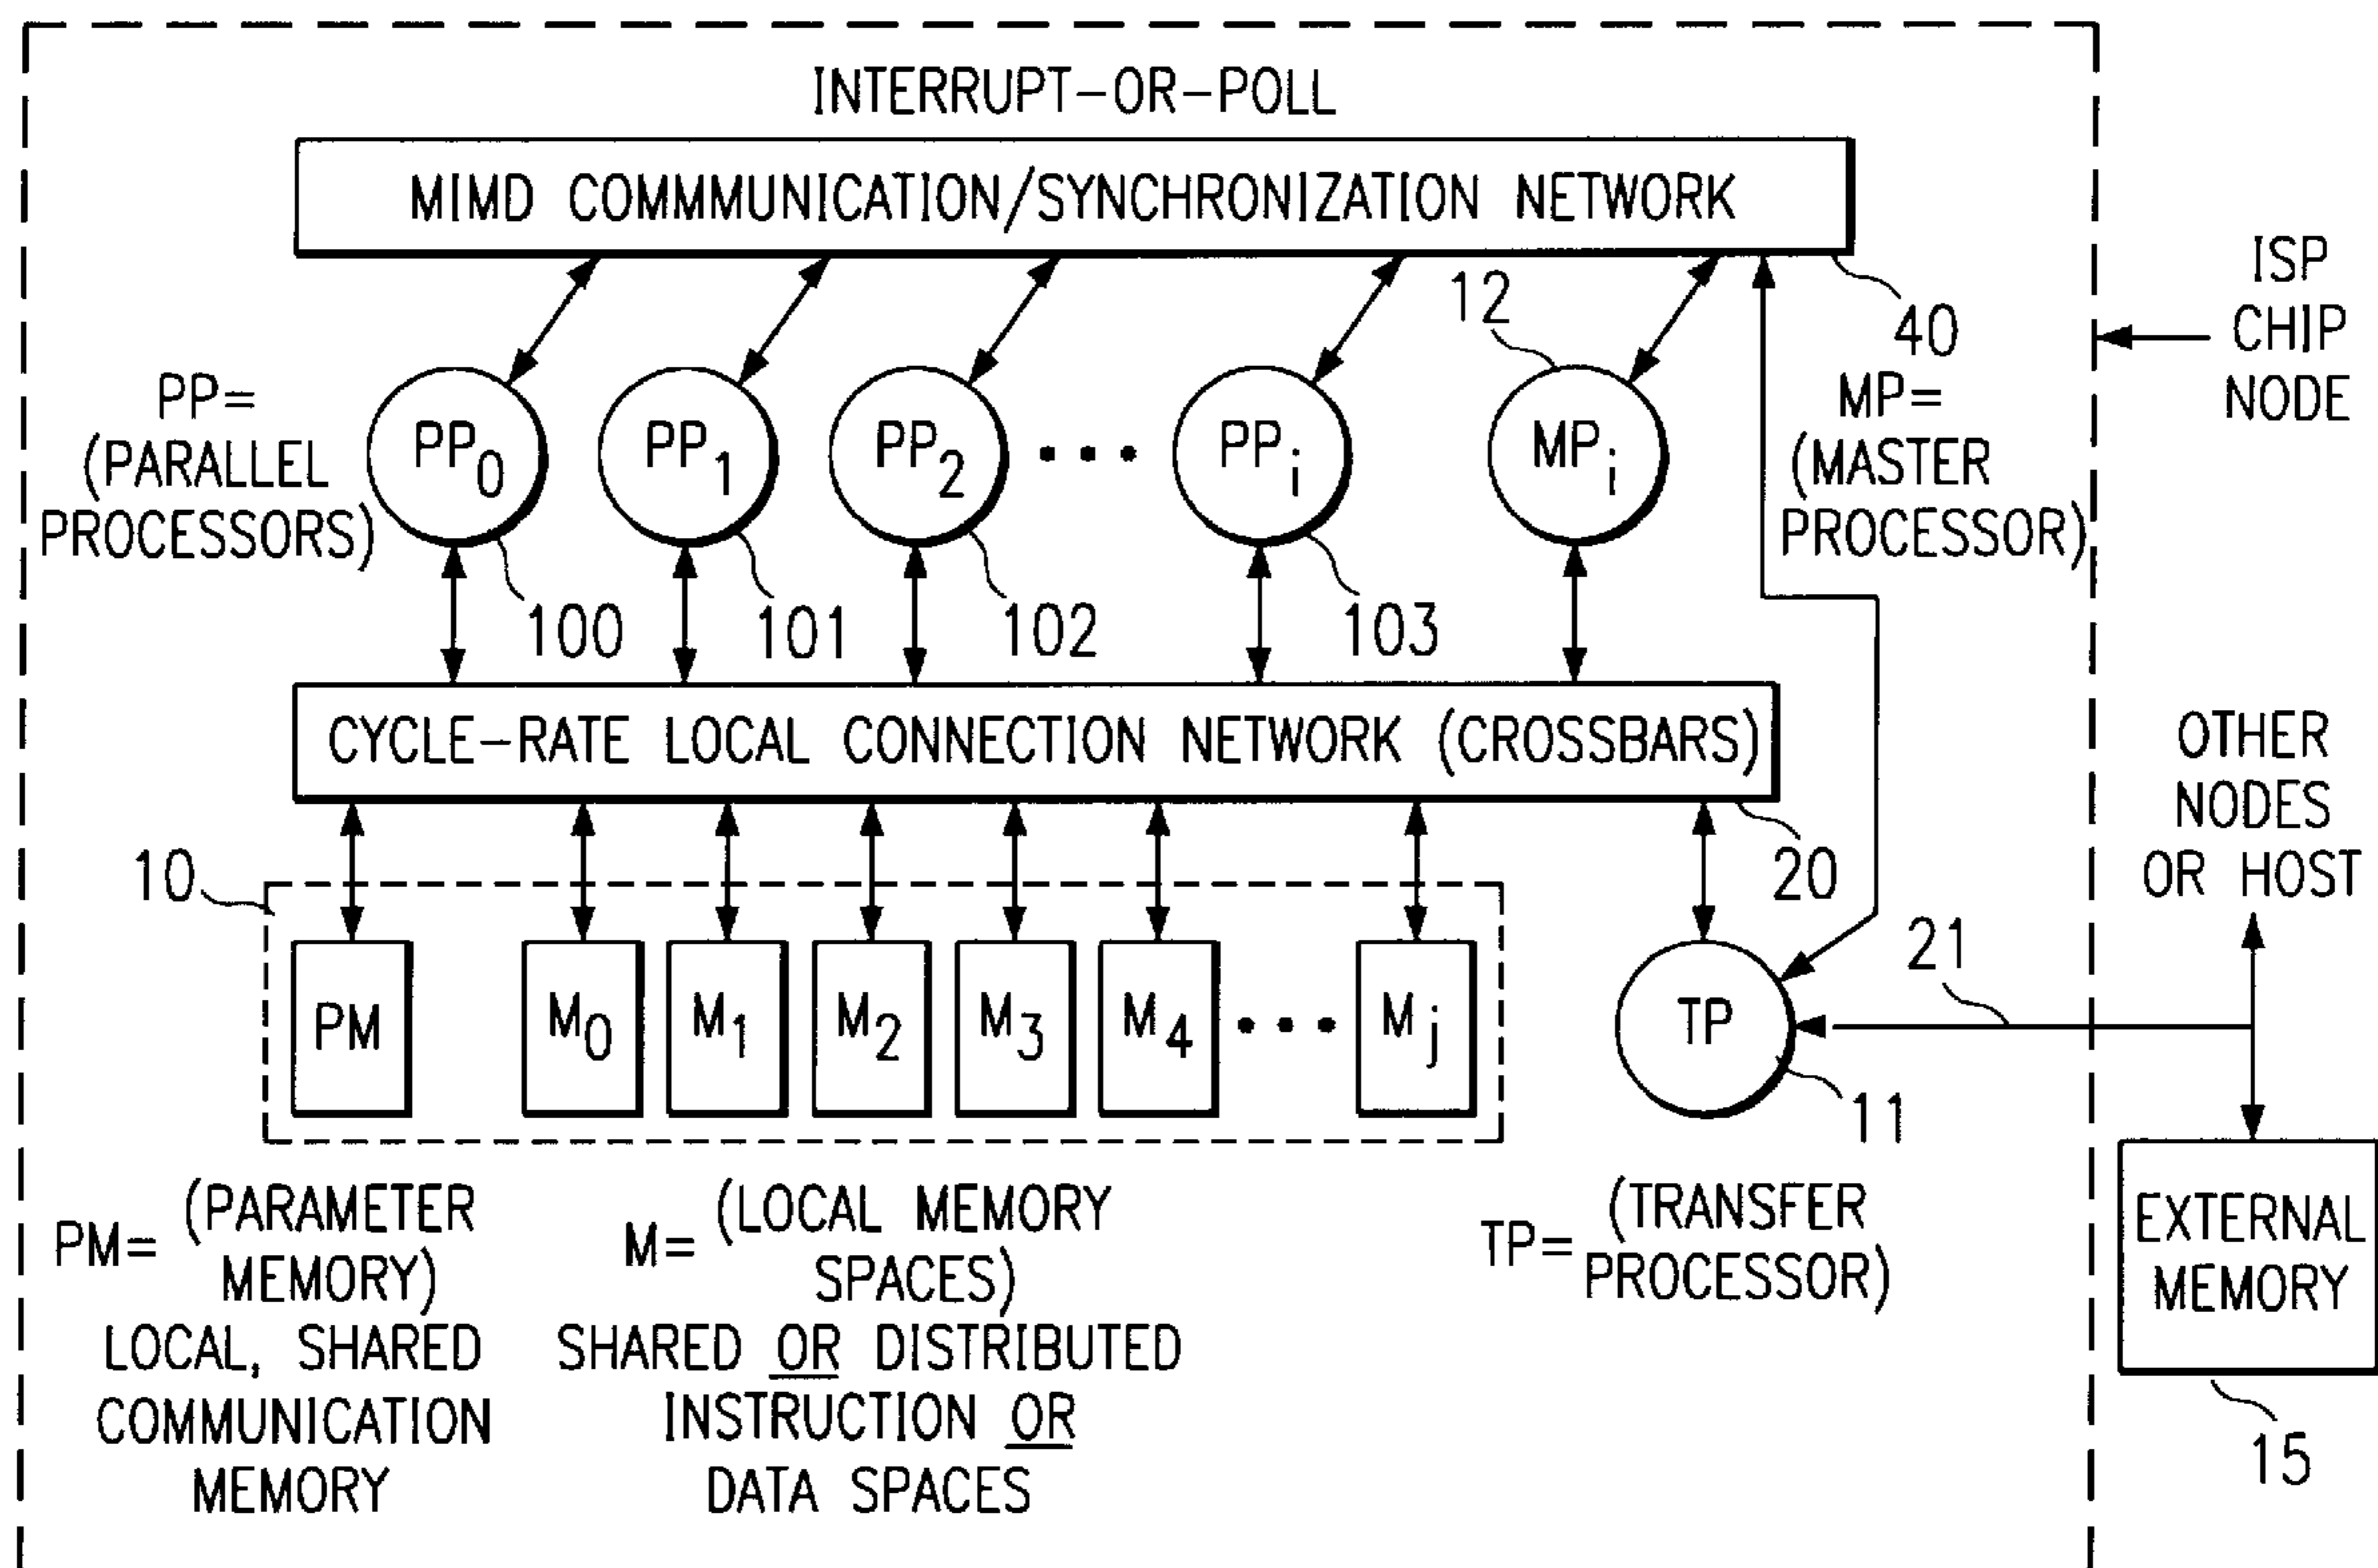 INTERRUPT-OR-POLL
MIMD COMMMUNICATION/SYNCHRONIZATION NETWORK
40
ISP
CHIP
NODE
12
PP=
(PARALLEL
PROCESSORS)
PP0
PP1
PP2
• • •
PPi
MPi
MP=
(MASTER
PROCESSOR)
100
101
102
103
CYCLE-RATE LOCAL CONNECTION NETWORK (CROSSBARS)
20
OTHER
NODES
OR HOST
10
21
PM
M0
M1
M2
M3
M4
• • •
Mj
TP
11
PM= (PARAMETER
MEMORY)
LOCAL, SHARED
COMMUNICATION
MEMORY
M= (LOCAL MEMORY
SPACES)
SHARED OR DISTRIBUTED
INSTRUCTION OR
DATA SPACES
TP= (TRANSFER
PROCESSOR)
EXTERNAL
MEMORY
15